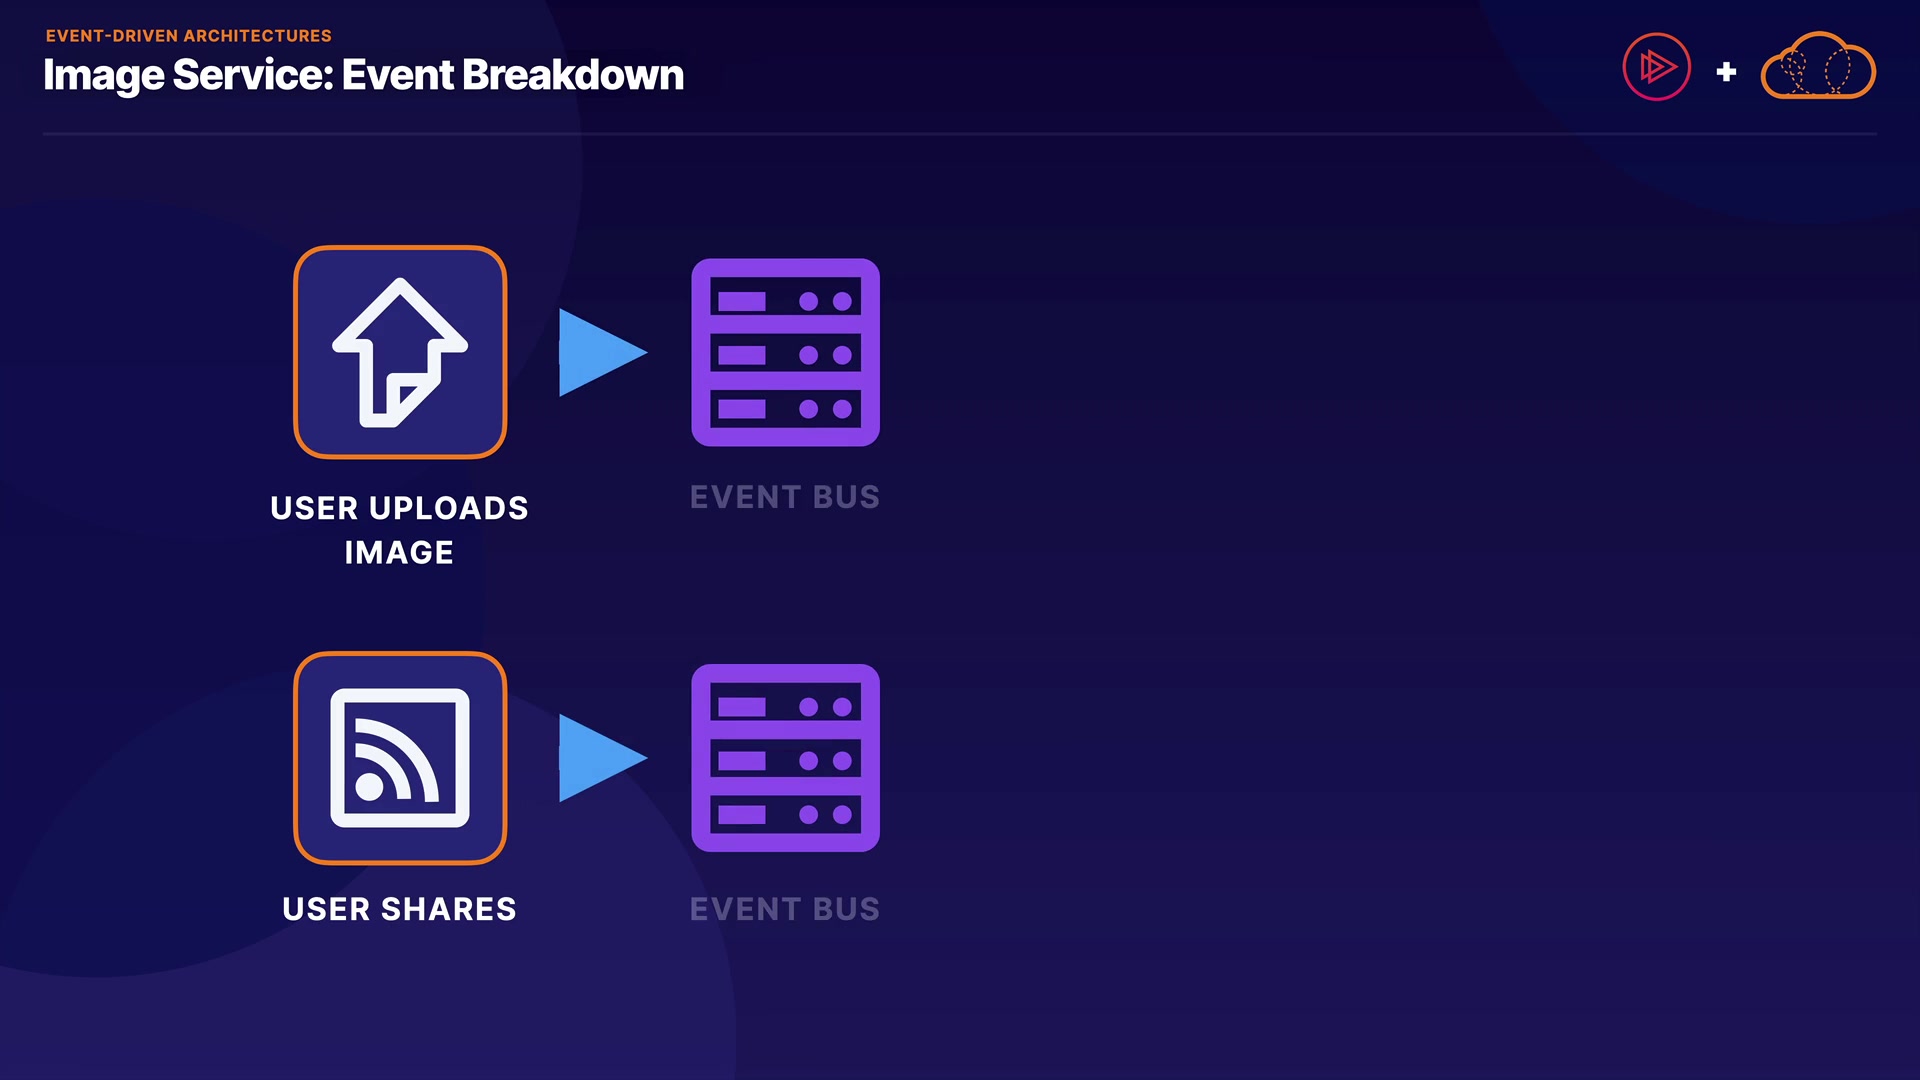 EVENT-DRIVEN ARCHITECTURES
Image Service: Event Breakdown
USER UPLOADS
IMAGE
EVENT BUS
USER SHARES
EVENT BUS